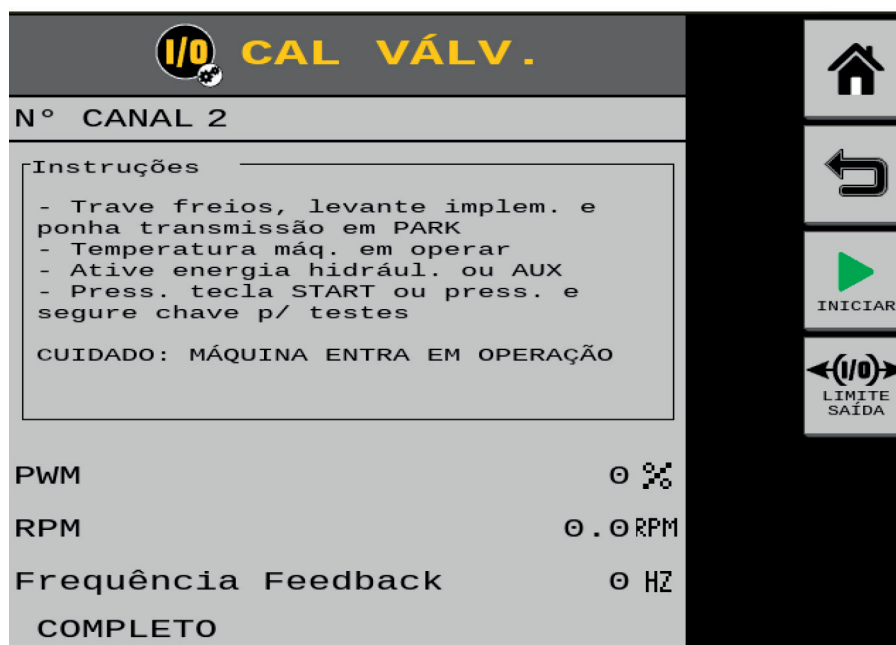 I/O CAL VÁLV.
N° CANAL 2
Instruções
- Trave freios, levante implem. e
ponha transmissão em PARK
- Temperatura máq. em operar
- Ative energia hidrául. ou AUX
- Press. tecla START ou press. e
segure chave p/ testes
CUIDADO: MÁQUINA ENTRA EM OPERAÇÃO
PWM 0 %
RPM 0.0 RPM
Frequência Feedback 0 HZ
COMPLETO
INICIAR
(I/O)
LIMITE
SAÍDA